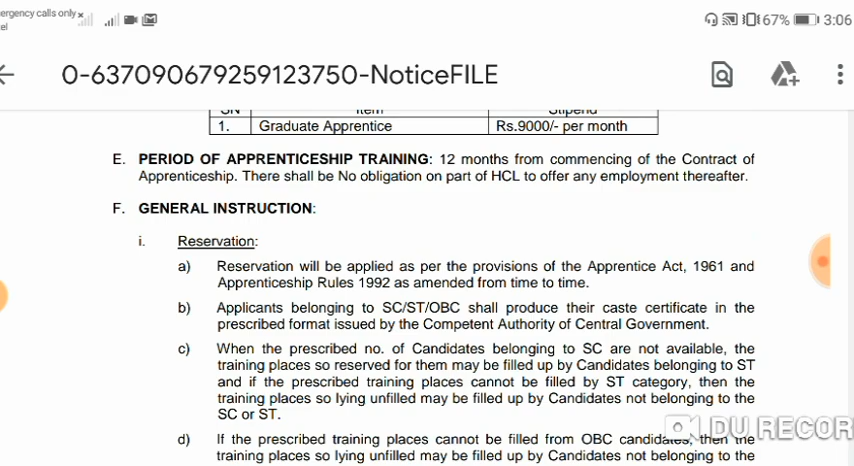 ergency calls only
el
67% 3:06
0-637090679259123750-NoticeFILE
SN Item Stipend
1. Graduate Apprentice Rs.9000/- per month
E. PERIOD OF APPRENTICESHIP TRAINING: 12 months from commencing of the Contract of
Apprenticeship. There shall be No obligation on part of HCL to offer any employment thereafter.
F. GENERAL INSTRUCTION:
i. Reservation:
a) Reservation will be applied as per the provisions of the Apprentice Act, 1961 and
Apprenticeship Rules 1992 as amended from time to time.
b) Applicants belonging to SC/ST/OBC shall produce their caste certificate in the
prescribed format issued by the Competent Authority of Central Government.
c) When the prescribed no. of Candidates belonging to SC are not available, the
training places so reserved for them may be filled up by Candidates belonging to ST
and if the prescribed training places cannot be filled by ST category, then the
training places so lying unfilled may be filled up by Candidates not belonging to the
SC or ST.
DU RECOR
d) If the prescribed training places cannot be filled from OBC candidates, then the
training places so lying unfilled may be filled up by Candidates not belonging to the